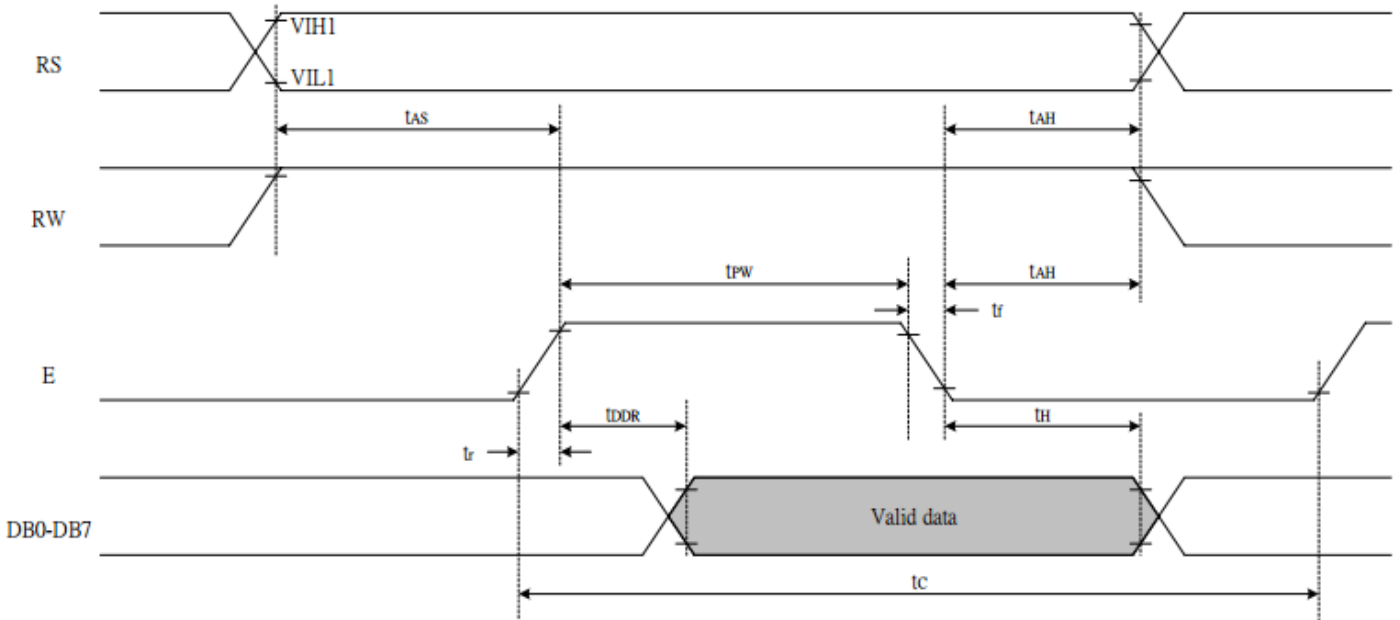 VIH1
RS
VIL1
tAS
tAH
RW
tPW
tAH
tf
E
tDDR
tH
tr
DB0-DB7
Valid data
tC